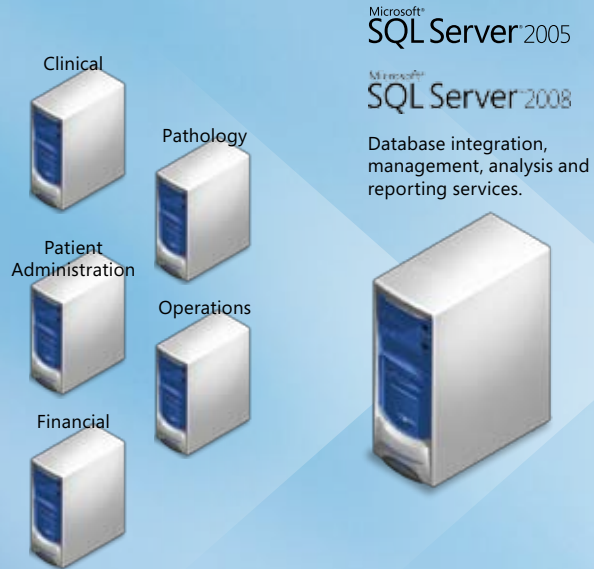 Microsoft®
SQL Server® 2005
Microsoft®
SQL Server® 2008
Database integration,
management, analysis and
reporting services.
Clinical
Pathology
Patient
Administration
Operations
Financial